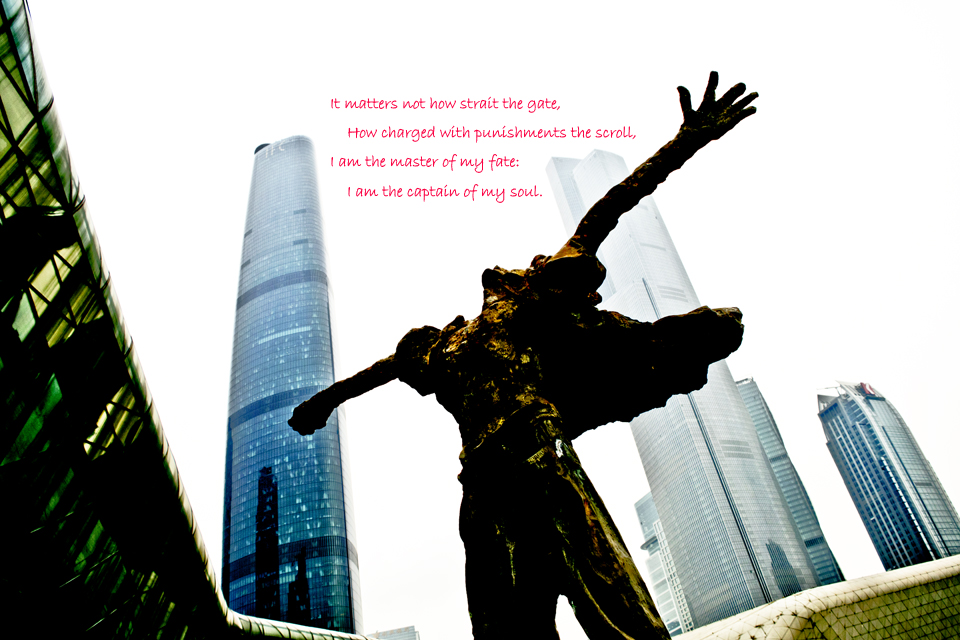 It matters not how strait the gate,
How charged with punishments the scroll,
I am the master of my fate:
I am the captain of my soul.